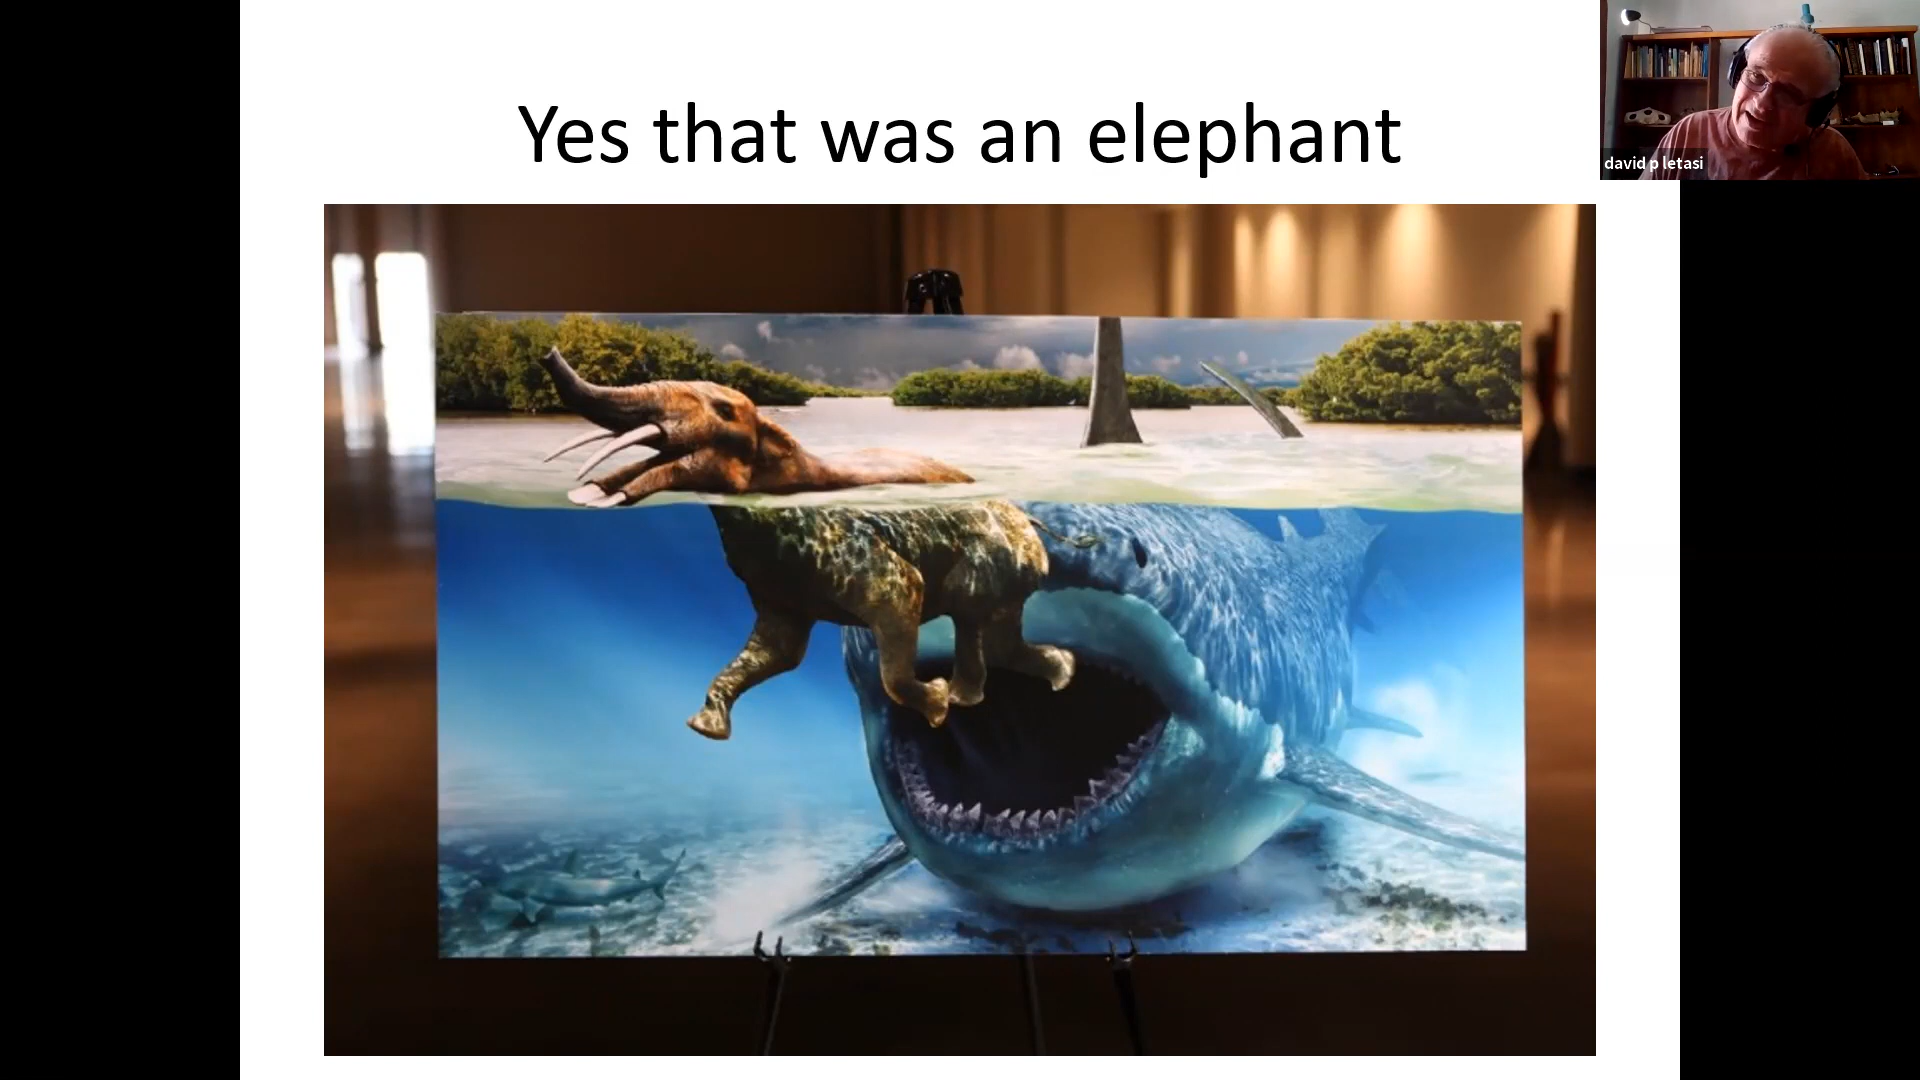 Yes that was an elephant
david p letasi